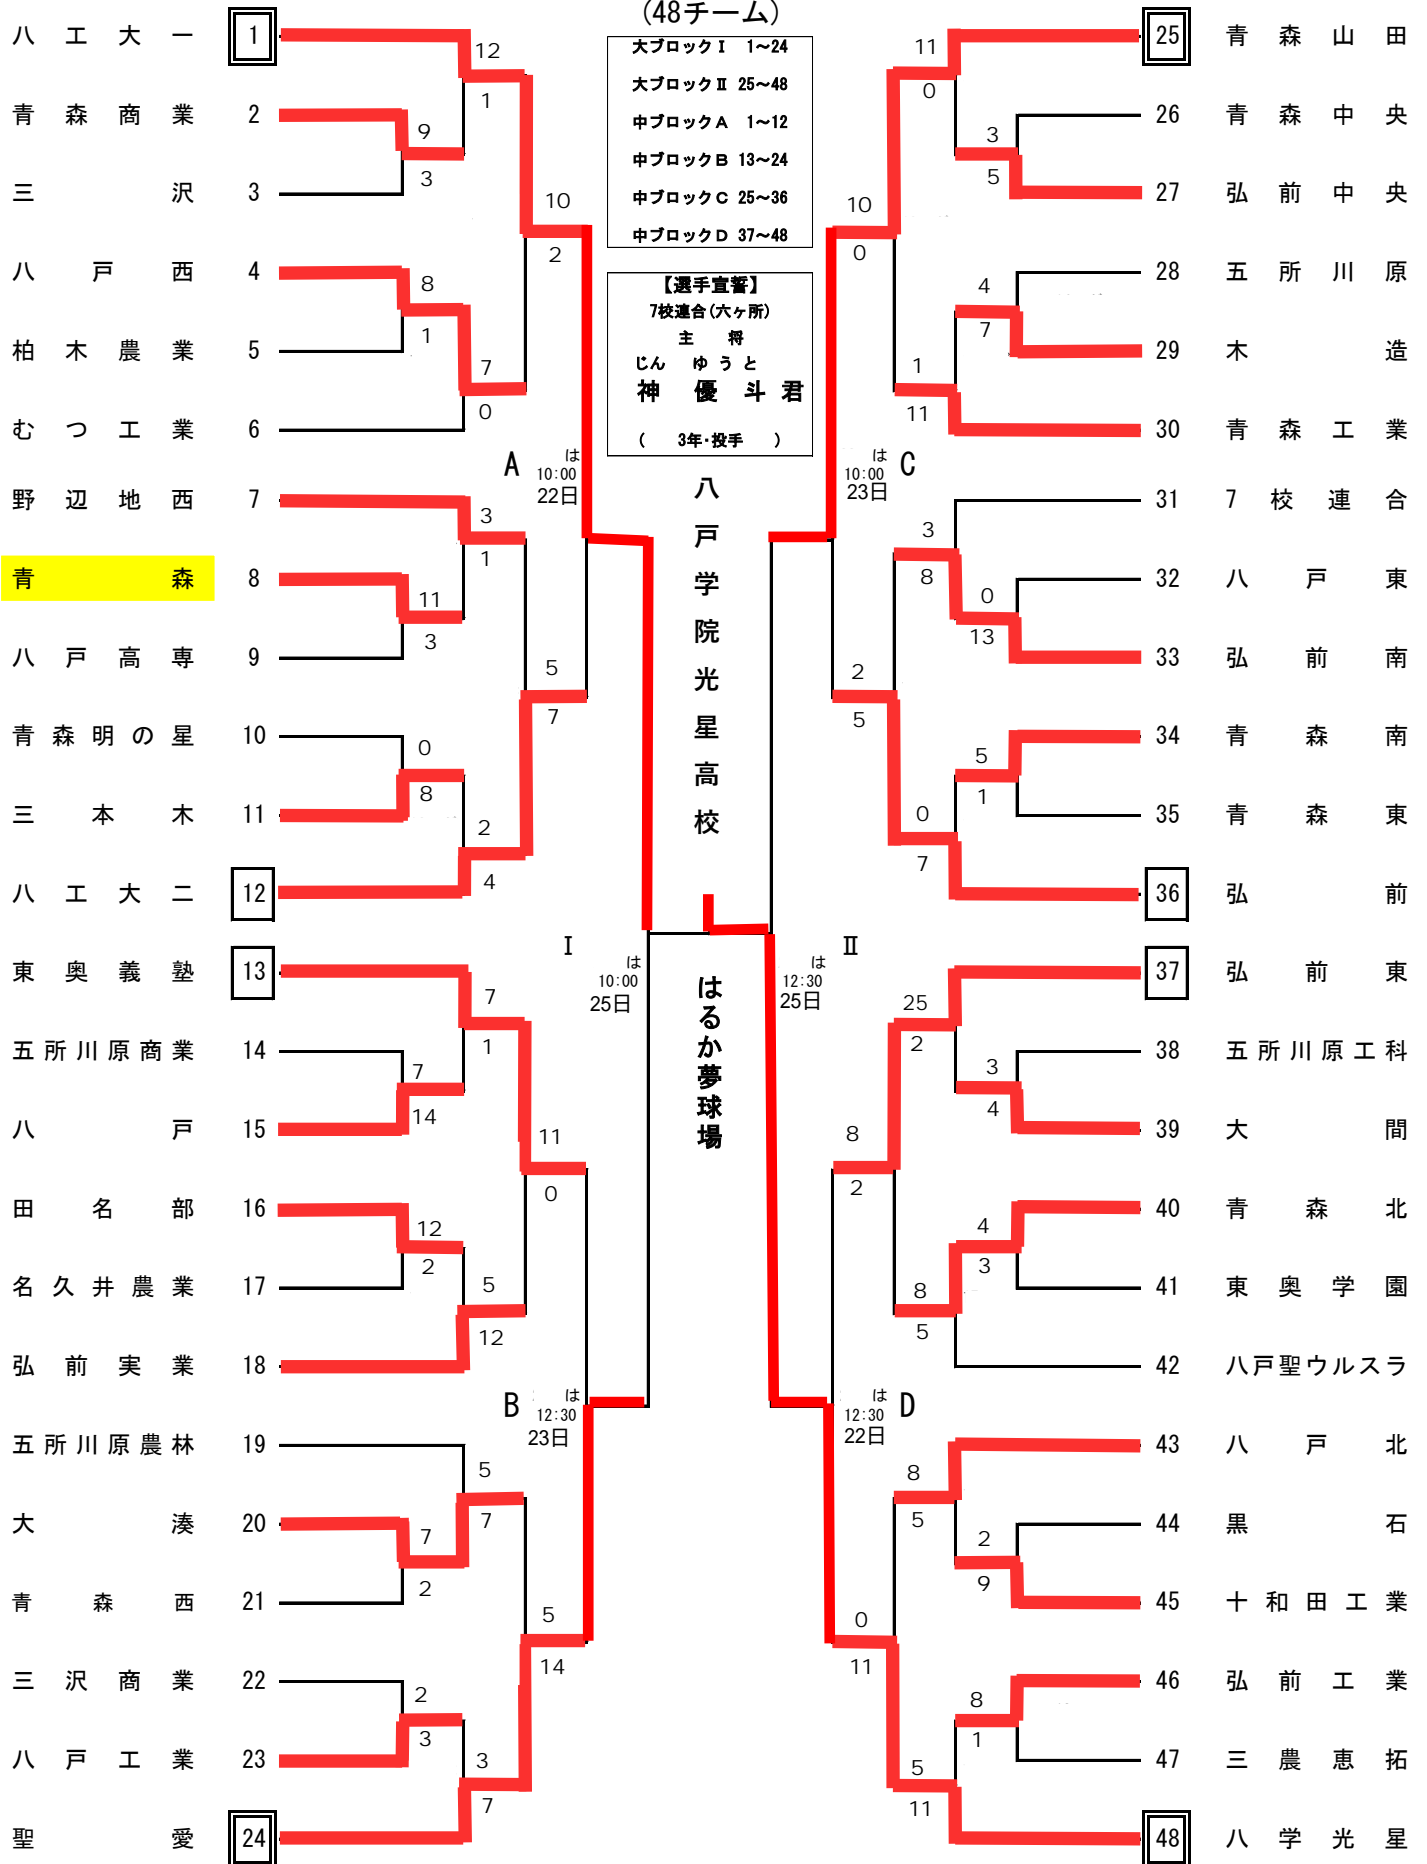 (48チーム)
大ブロックⅠ 1～24
大ブロックⅡ 25～48
中ブロックA 1～12
中ブロックB 13～24
中ブロックC 25～36
中ブロックD 37～48
【選手宣誓】
7校連合(六ヶ所)
主 将
じん ゆ う と
神 優 斗 君
( 3年・投手 )
八工大一 1
青森商業 2
三沢 3
八戸西 4
柏木農業 5
むつ工業 6
野辺地西 7
青森 8
八戸高専 9
青森明の星 10
三本木 11
八工大二 12
東奥義塾 13
五所川原商業 14
八戸 15
田名部 16
名久井農業 17
弘前実業 18
五所川原農林 19
大湊 20
青森西 21
三沢商業 22
八戸工業 23
聖愛 24
12
1
9
3
10
2
8
1
7
0
A
は
10:00
22日
3
1
11
3
5
7
0
8
2
4
Ⅰ
は
10:00
25日
7
1
7
14
11
0
12
2
5
12
B
は
12:30
23日
5
7
7
2
5
14
2
3
3
7
八戸学院光星高校
はるか夢球場
11
0
3
5
10
0
4
7
1
11
は
10:00
23日
C
3
8
0
13
2
5
5
1
0
7
は
12:30
25日
Ⅱ
25
2
3
4
8
2
4
3
8
5
は
12:30
22日
D
8
5
2
9
0
11
8
1
5
11
25 青森山田
26 青森中央
27 弘前中央
28 五所川原
29 木造
30 青森工業
31 7校連合
32 八戸東
33 弘前南
34 青森南
35 青森東
36 弘前
37 弘前東
38 五所川原工科
39 大間
40 青森北
41 東奥学園
42 八戸聖ウルスラ
43 八戸北
44 黒石
45 十和田工業
46 弘前工業
47 三農恵拓
48 八学光星